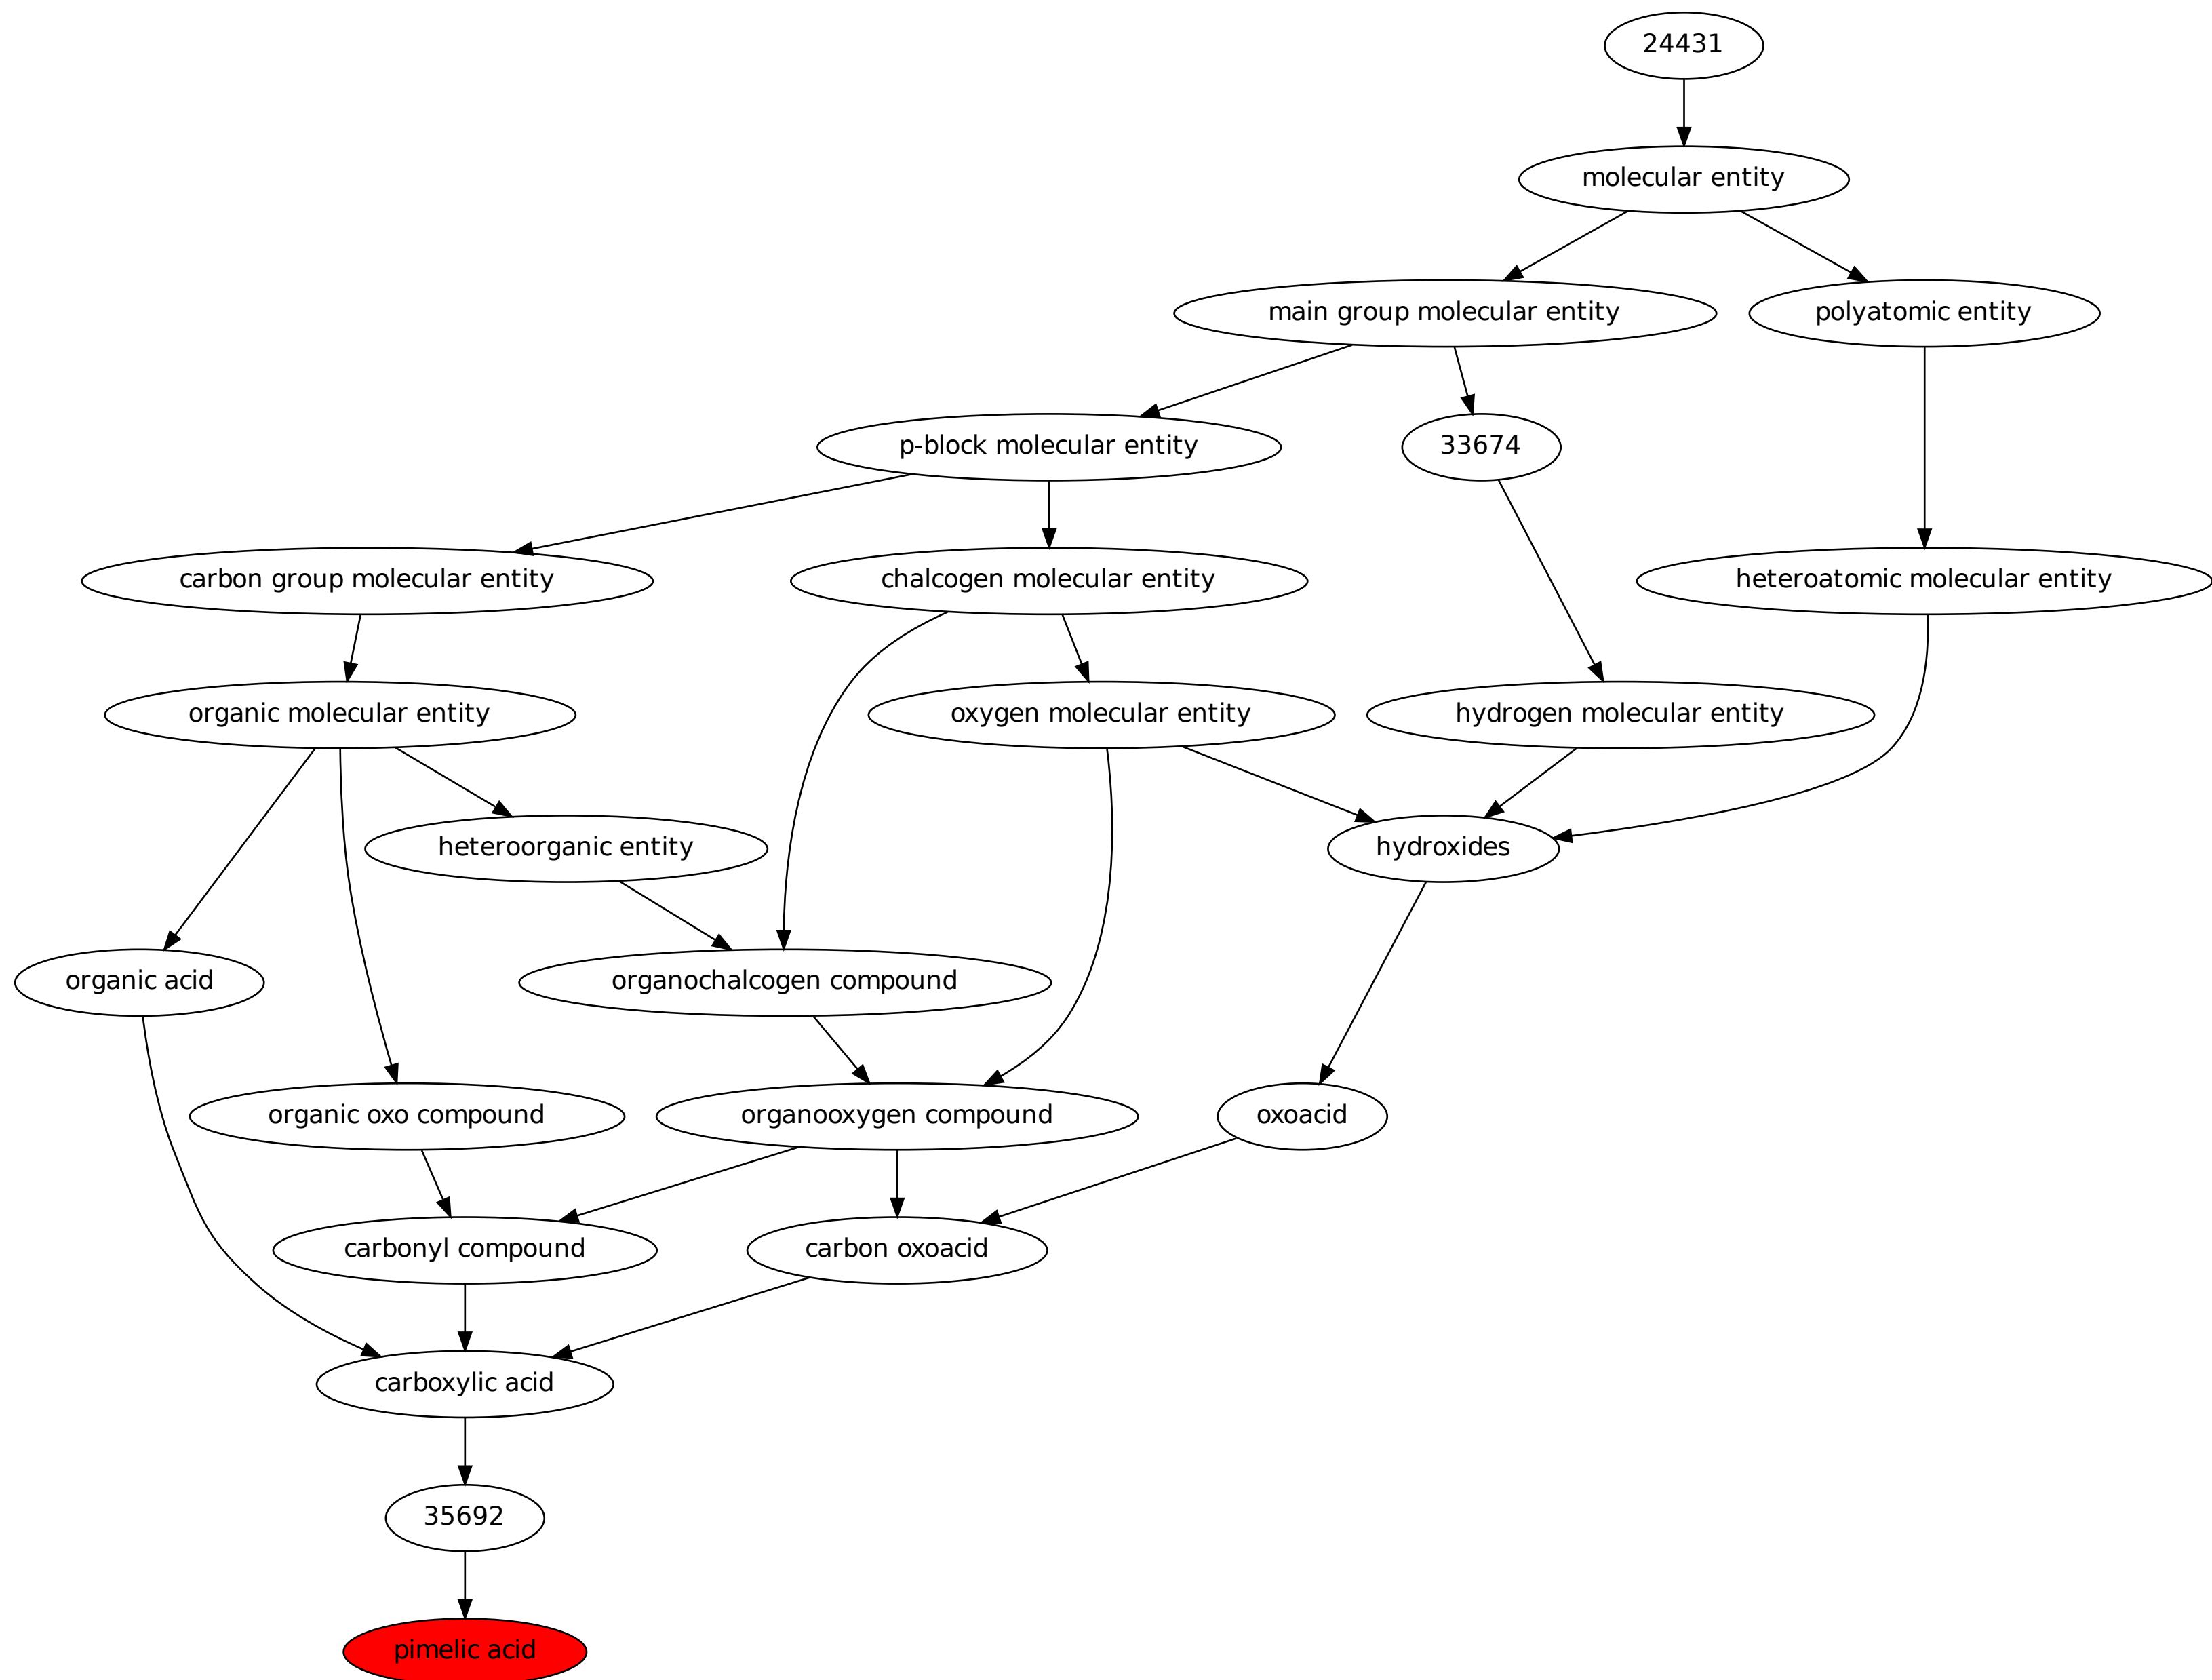 24431
molecular entity
main group molecular entity
polyatomic entity
p-block molecular entity
33674
carbon group molecular entity
chalcogen molecular entity
heteroatomic molecular entity
organic molecular entity
oxygen molecular entity
hydrogen molecular entity
heteroorganic entity
hydroxides
organic acid
organochalcogen compound
organic oxo compound
organooxygen compound
oxoacid
carbonyl compound
carbon oxoacid
carboxylic acid
35692
pimelic acid